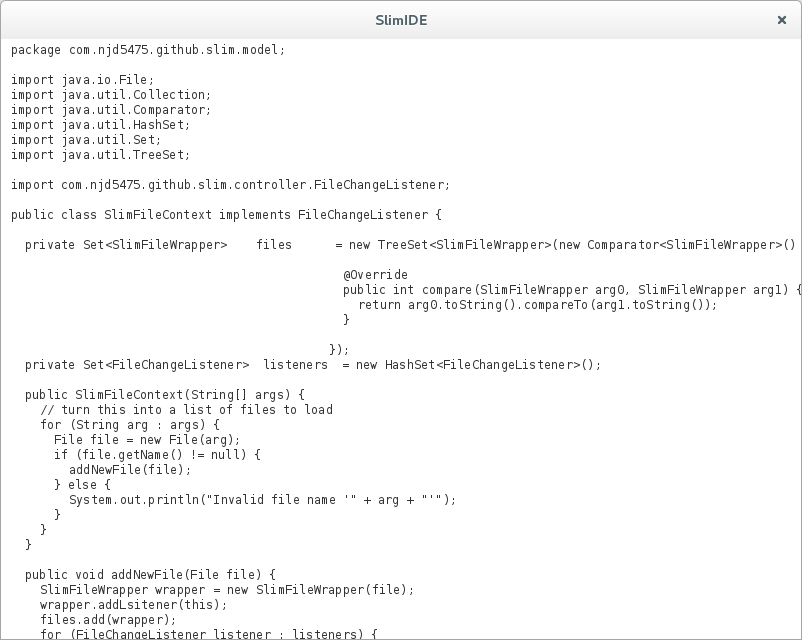 SlimIDE
package com.njd5475.github.slim.model;
import java.io.File;
import java.util.Collection;
import java.util.Comparator;
import java.util.HashSet;
import java.util.Set;
import java.util.TreeSet;
import com.njd5475.github.slim.controller.FileChangeListener;
public class SlimFileContext implements FileChangeListener {
private Set<SlimFileWrapper> files = new TreeSet<SlimFileWrapper>(new Comparator<SlimFileWrapper>()
@Override
public int compare(SlimFileWrapper arg0, SlimFileWrapper arg1) {
return arg0.toString().compareTo(arg1.toString());
}
});
private Set<FileChangeListener> listeners = new HashSet<FileChangeListener>();
public SlimFileContext(String[] args) {
// turn this into a list of files to load
for (String arg : args) {
File file = new File(arg);
if (file.getName() != null) {
addNewFile(file);
} else {
System.out.println("Invalid file name '" + arg + "'");
}
}
}
public void addNewFile(File file) {
SlimFileWrapper wrapper = new SlimFileWrapper(file);
wrapper.addLsitener(this);
files.add(wrapper);
for (FileChangeListener listener : listeners) {